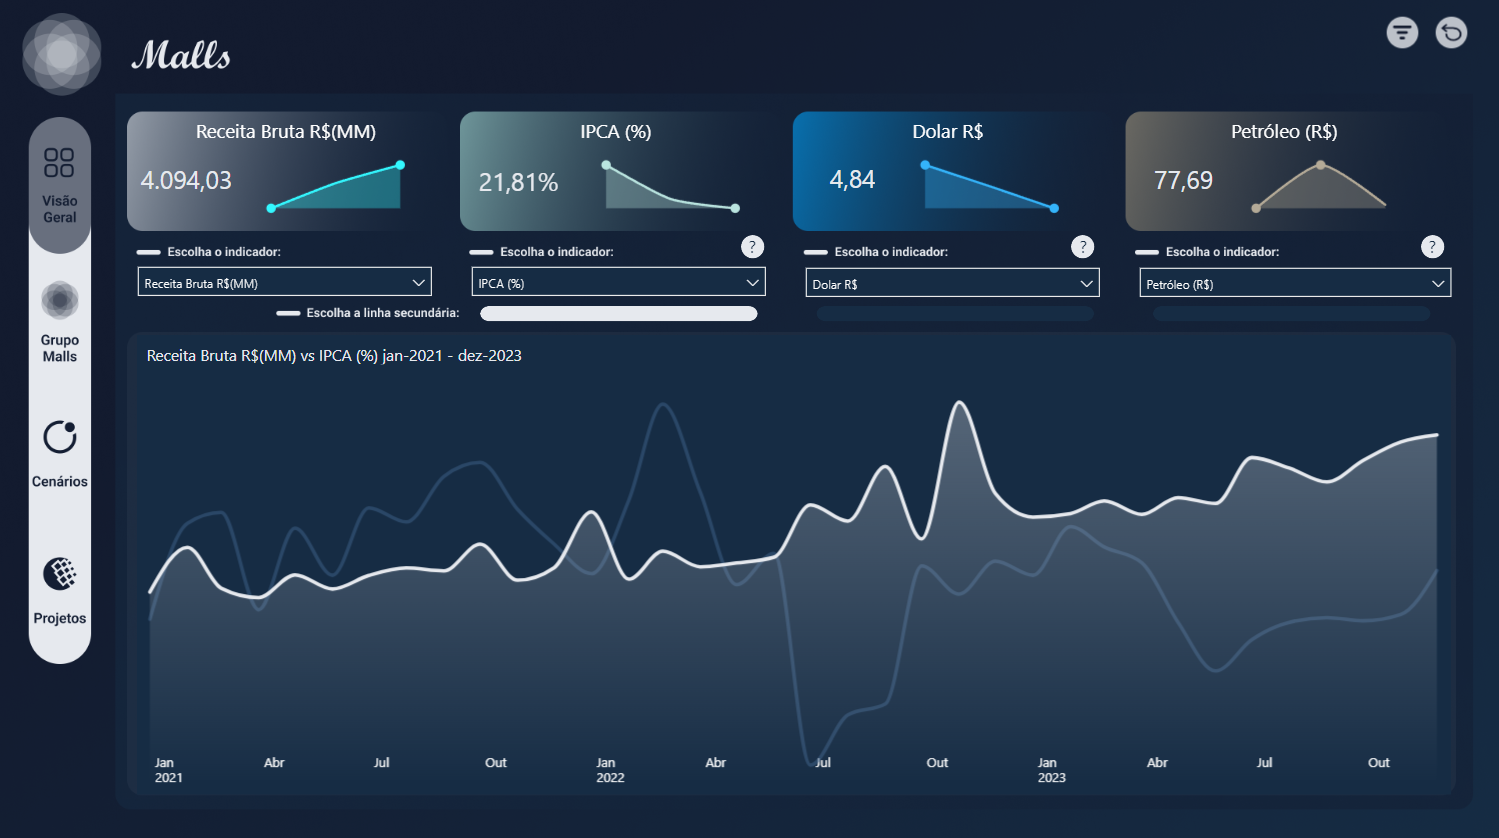 Malls
Receita Bruta R$(MM)
4.094,03
IPCA (%)
21,81%
Dolar R$
4,84
Petróleo (R$)
77,69
Escolha o indicador:
Receita Bruta R$(MM)
Escolha o indicador:
?
IPCA (%)
Escolha o indicador:
?
Dolar R$
Escolha o indicador:
?
Petróleo (R$)
Escolha a linha secundária:
Visão
Geral
Grupo
Malls
Cenários
Projetos
Receita Bruta R$(MM) vs IPCA (%) jan-2021 - dez-2023
Jan Abr Jul Out Jan Abr Jul Out Jan Abr Jul Out
2021 2022 2023